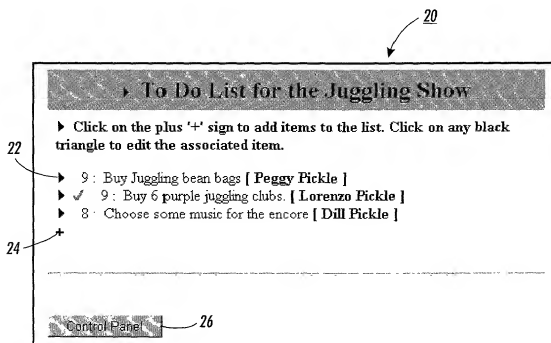 20
▸ To Do List for the Juggling Show
▸ Click on the plus '+' sign to add items to the list. Click on any black
triangle to edit the associated item.
22
▸ 9 : Buy Juggling bean bags [ Peggy Pickle ]
▸ ✓ 9 : Buy 6 purple juggling clubs. [ Lorenzo Pickle ]
▸ 8 · Choose some music for the encore [ Dill Pickle ]
24
+
Control Panel
26